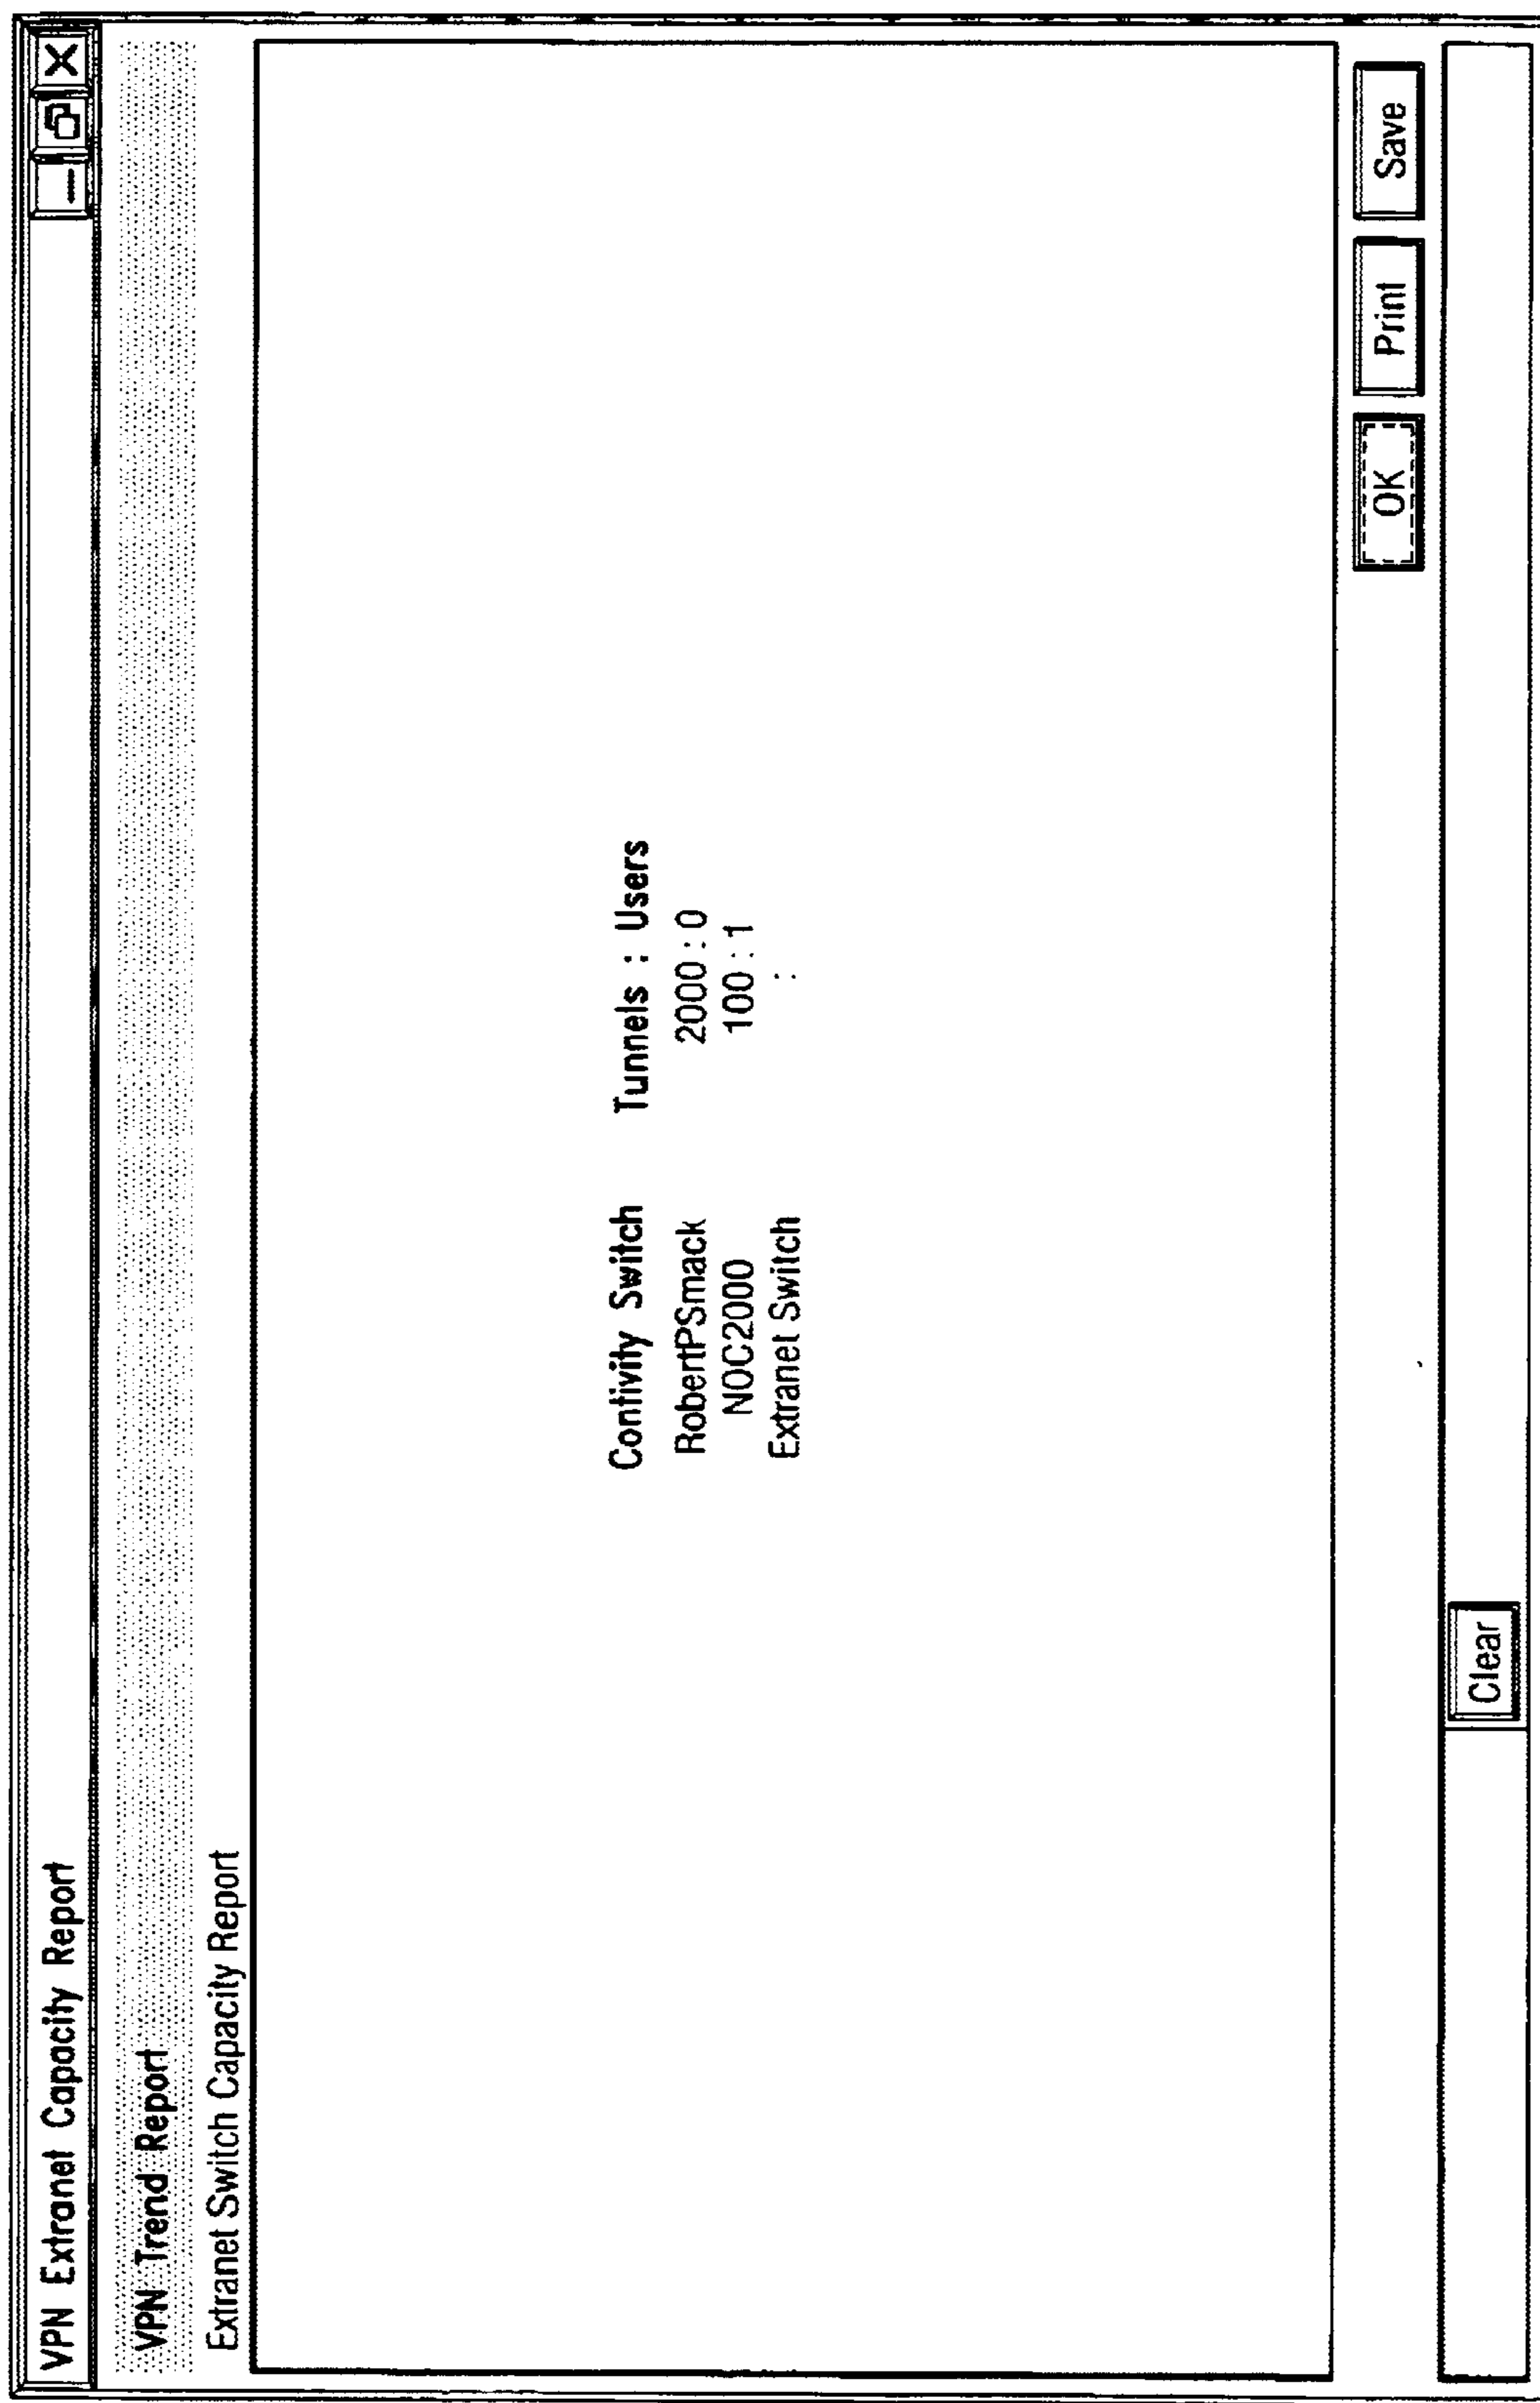 VPN Extranet Capacity Report
VPN Trend Report
Extranet Switch Capacity Report
Contivity Switch Tunnels : Users
RobertPSmack 2000 : 0
NOC2000 100 : 1
Extranet Switch :
OK Print Save
Clear